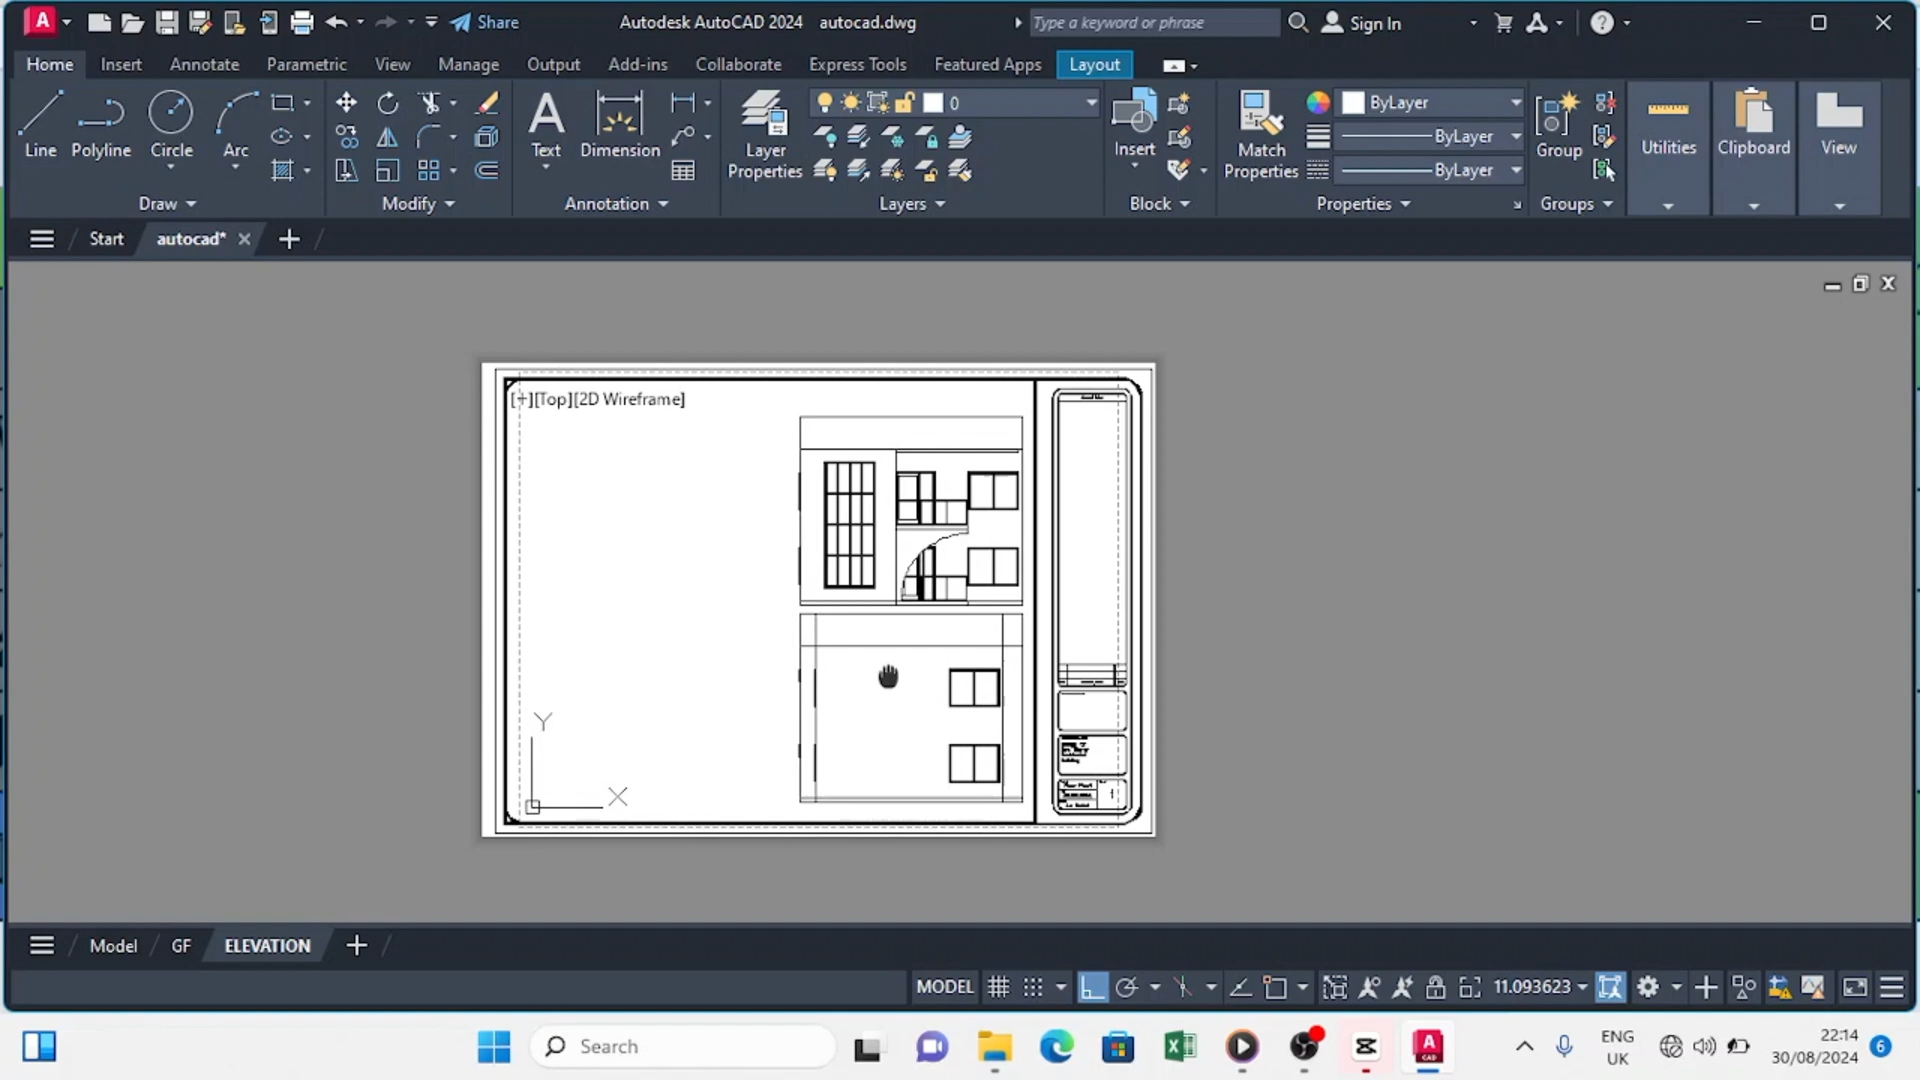 Share
Autodesk AutoCAD 2024 autocad.dwg
Type a keyword or phrase
Sign In
Home Insert Annotate Parametric View Manage Output Add-ins Collaborate Express Tools Featured Apps Layout
Line Polyline Circle Arc
Text Dimension
Layer Properties
0
Insert
Match Properties
ByLayer
ByLayer
ByLayer
Group
Utilities Clipboard View
Draw Modify Annotation Layers Block Properties Groups
Start autocad*
[+][Top][2D Wireframe]
Y
X
Model GF ELEVATION
MODEL 11.093623
Search
ENG
UK
22:14
30/08/2024
6